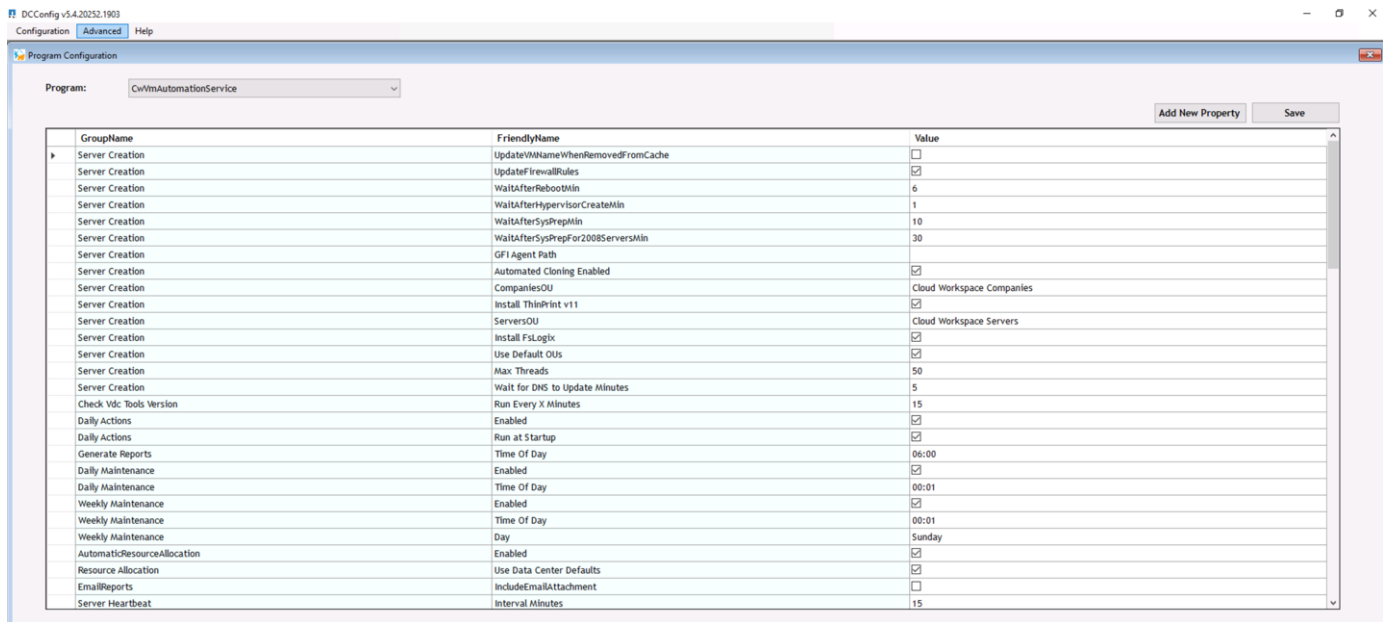 DCConfig v5.4.20252.1903
Configuration Advanced Help
Program Configuration
Program: CwVmAutomationService
Add New Property Save
GroupName FriendlyName Value
Server Creation UpdateVMNameWhenRemovedFromCache
Server Creation UpdateFirewallRules
Server Creation WaitAfterRebootMin 6
Server Creation WaitAfterHypervisorCreateMin 1
Server Creation WaitAfterSysPrepMin 10
Server Creation WaitAfterSysPrepFor2008ServersMin 30
Server Creation GFI Agent Path
Server Creation Automated Cloning Enabled
Server Creation CompaniesOU Cloud Workspace Companies
Server Creation Install ThinPrint v11
Server Creation ServersOU Cloud Workspace Servers
Server Creation Install FsLogix
Server Creation Use Default OUs
Server Creation Max Threads 50
Server Creation Wait for DNS to Update Minutes 5
Check Vdc Tools Version Run Every X Minutes 15
Daily Actions Enabled
Daily Actions Run at Startup
Generate Reports Time Of Day 06:00
Daily Maintenance Enabled
Daily Maintenance Time Of Day 00:01
Weekly Maintenance Enabled
Weekly Maintenance Time Of Day 00:01
Weekly Maintenance Day Sunday
AutomaticResourceAllocation Enabled
Resource Allocation Use Data Center Defaults
EmailReports IncludeEmailAttachment
Server Heartbeat Interval Minutes 15